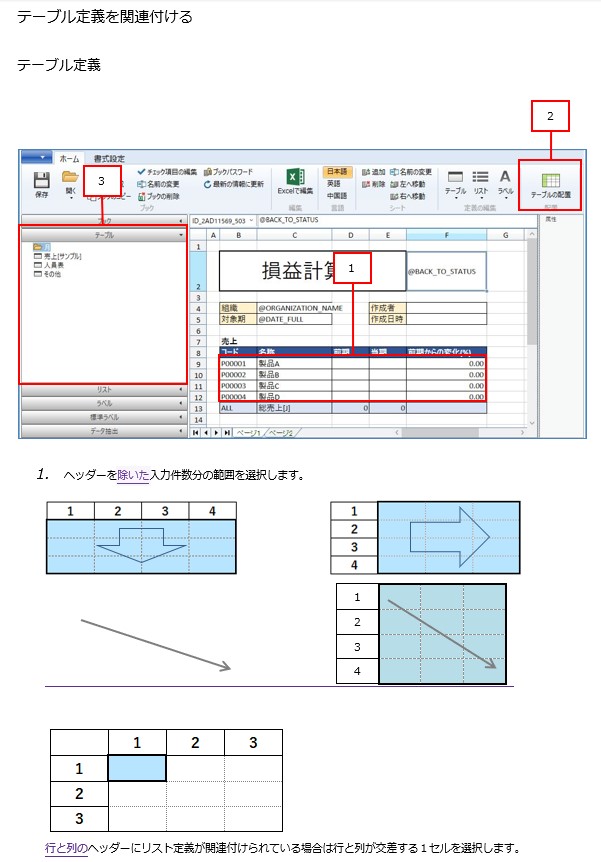 テーブル定義を関連付ける
テーブル定義
2
ホーム 書式設定
保存
開く
3
チェック項目の編集
名前の変更
ブックの削除
ブックパスワード
最新の情報に更新
ブック
Excelで編集
編集
日本語
英語
中国語
言語
追加
削除
名前の変更
左へ移動
右へ移動
シート
テーブル
リスト
ラベル
定義の編集
テーブルの配置
配置
ブック
テーブル
売上[サンプル]
人員表
その他
リスト
ラベル
標準ラベル
データ抽出
ID_2AD11569_503 @BACK_TO_STATUS
属性
A B C D E F G
1
2 損益計算 @BACK_TO_STATUS
1
3
4 組織 @ORGANIZATION_NAME 作成者
5 対象期 @DATE_FULL 作成日時
6
7 売上
8 コード 名称 前期 当期 前期からの変化(%)
9 P00001 製品A 0.00
10 P00002 製品B 0.00
11 P00003 製品C 0.00
12 P00004 製品D 0.00
13 ALL 総売上[J] 0 0
14
ページ1 ページ2
1. ヘッダーを除いた入力件数分の範囲を選択します。
1 2 3 4
1
2
3
4
1
2
3
4
1 2 3
1
2
3
行と列のヘッダーにリスト定義が関連付けられている場合は行と列が交差する１セルを選択します。